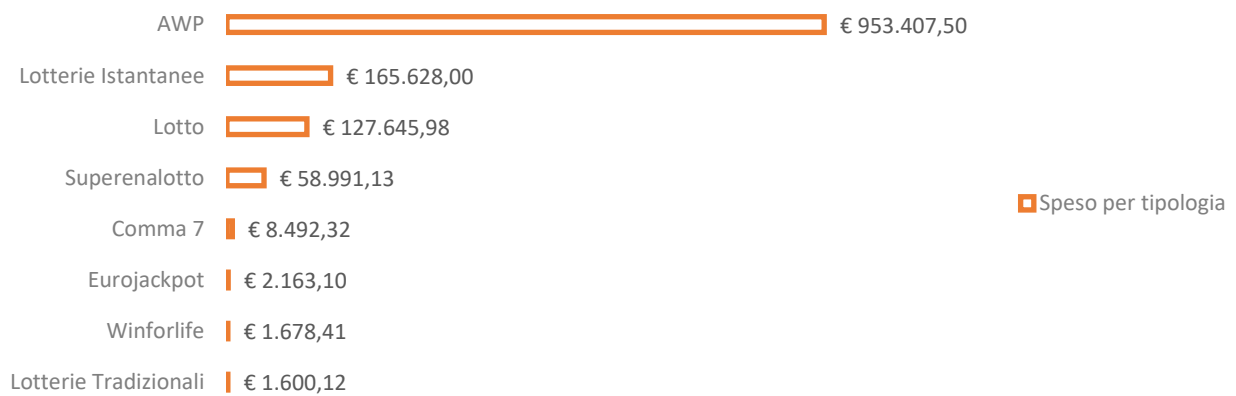 AWP € 953.407,50
Lotterie Istantanee € 165.628,00
Lotto € 127.645,98
Superenalotto € 58.991,13
Comma 7 € 8.492,32
Eurojackpot € 2.163,10
Winforlife € 1.678,41
Lotterie Tradizionali € 1.600,12
Speso per tipologia